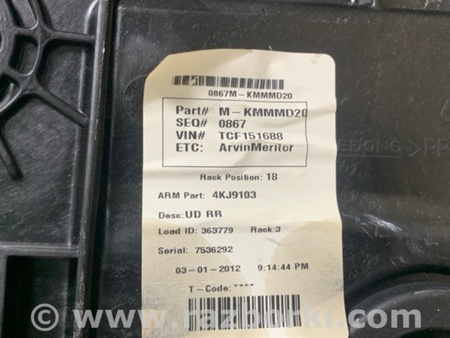 0867M-KMMMD20
Part# M-KMMMD20
SEQ# 0867
VIN# TCF151688
ETC: ArvinMeritor
Rack Position: 18
ARM Part: 4KJ9103
Desc: UD RR
Load ID: 363779 Rack: 3
Serial: 7536292
03-01-2012 9:14:44 PM
T-Code: ****
www.razborki.com